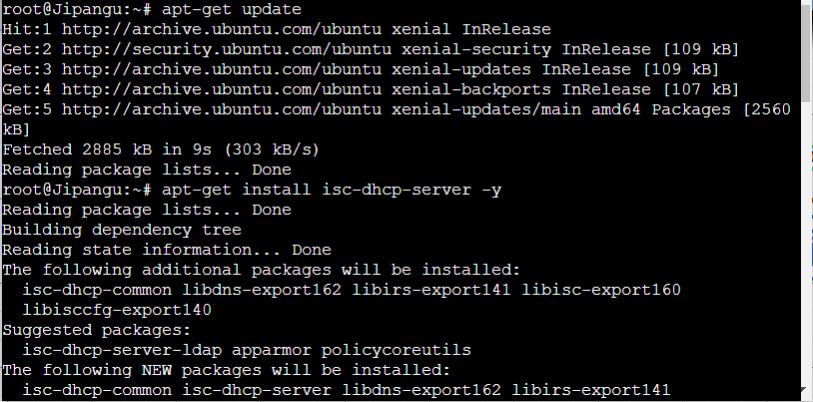 root@Jipangu:~# apt-get update
Hit:1 http://archive.ubuntu.com/ubuntu xenial InRelease
Get:2 http://security.ubuntu.com/ubuntu xenial-security InRelease [109 kB]
Get:3 http://archive.ubuntu.com/ubuntu xenial-updates InRelease [109 kB]
Get:4 http://archive.ubuntu.com/ubuntu xenial-backports InRelease [107 kB]
Get:5 http://archive.ubuntu.com/ubuntu xenial-updates/main amd64 Packages [2560
kB]
Fetched 2885 kB in 9s (303 kB/s)
Reading package lists... Done
root@Jipangu:~# apt-get install isc-dhcp-server -y
Reading package lists... Done
Building dependency tree
Reading state information... Done
The following additional packages will be installed:
  isc-dhcp-common libdns-export162 libirs-export141 libisc-export160
  libisccfg-export140
Suggested packages:
  isc-dhcp-server-ldap apparmor policycoreutils
The following NEW packages will be installed:
  isc-dhcp-common isc-dhcp-server libdns-export162 libirs-export141